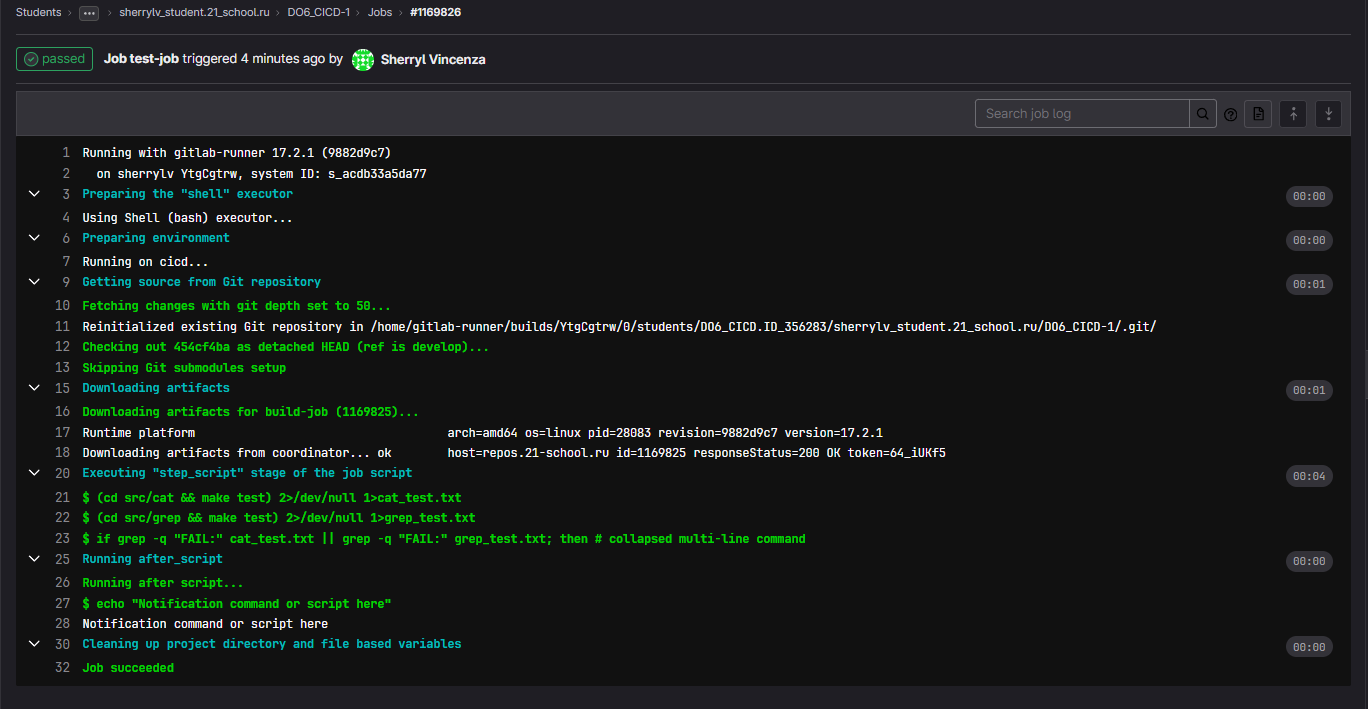 Students > ... > sherrylv_student.21_school.ru > DO6_CICD-1 > Jobs > #1169826
passed Job test-job triggered 4 minutes ago by Sherryl Vincenza
Search job log
1 Running with gitlab-runner 17.2.1 (9882d9c7)
2 on sherrylv YtgCgtrw, system ID: s_acdb33a5da77
3 Preparing the "shell" executor 00:00
4 Using Shell (bash) executor...
6 Preparing environment 00:00
7 Running on cicd...
9 Getting source from Git repository 00:01
10 Fetching changes with git depth set to 50...
11 Reinitialized existing Git repository in /home/gitlab-runner/builds/YtgCgtrw/0/students/DO6_CICD.ID_356283/sherrylv_student.21_school.ru/DO6_CICD-1/.git/
12 Checking out 454cf4ba as detached HEAD (ref is develop)...
13 Skipping Git submodules setup
15 Downloading artifacts 00:01
16 Downloading artifacts for build-job (1169825)...
17 Runtime platform arch=amd64 os=linux pid=28083 revision=9882d9c7 version=17.2.1
18 Downloading artifacts from coordinator... ok host=repos.21-school.ru id=1169825 responseStatus=200 OK token=64_iUKf5
20 Executing "step_script" stage of the job script 00:04
21 $ (cd src/cat && make test) 2>/dev/null 1>cat_test.txt
22 $ (cd src/grep && make test) 2>/dev/null 1>grep_test.txt
23 $ if grep -q "FAIL:" cat_test.txt || grep -q "FAIL:" grep_test.txt; then # collapsed multi-line command
25 Running after_script 00:00
26 Running after script...
27 $ echo "Notification command or script here"
28 Notification command or script here
30 Cleaning up project directory and file based variables 00:00
32 Job succeeded